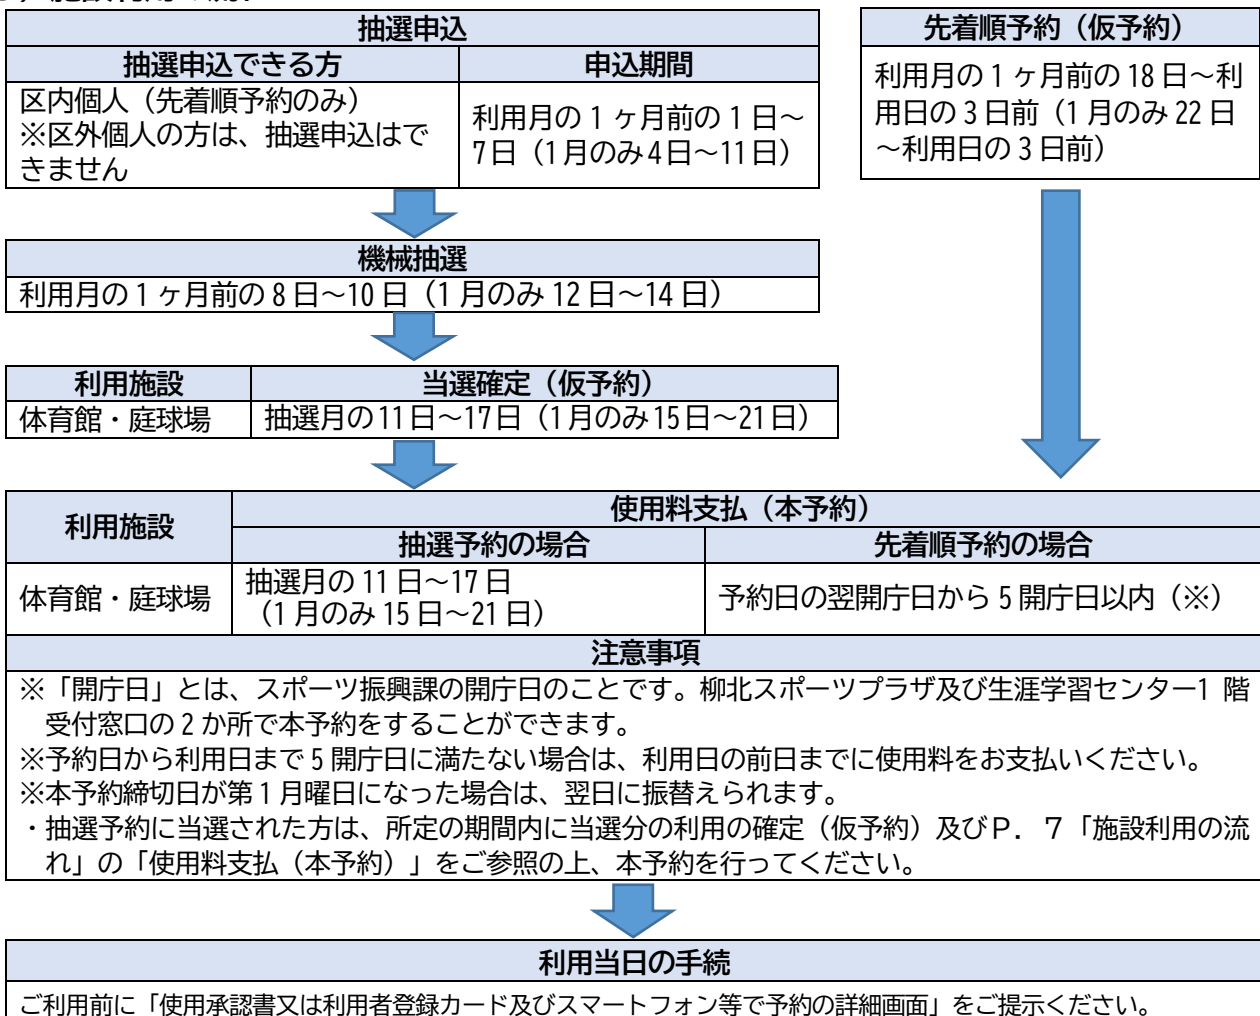 抽選申込
抽選申込できる方
申込期間
区内個人（先着順予約のみ）
※区外個人の方は、抽選申込はで
きません
利用月の1ヶ月前の1日～
7日（1月のみ4日～11日）
先着順予約（仮予約）
利用月の1ヶ月前の18日～利
用日の3日前（1月のみ22日
～利用日の3日前）
機械抽選
利用月の1ヶ月前の8日～10日（1月のみ12日～14日）
利用施設
当選確定（仮予約）
体育館・庭球場
抽選月の11日～17日（1月のみ15日～21日）
利用施設
使用料支払（本予約）
抽選予約の場合
先着順予約の場合
体育館・庭球場
抽選月の11日～17日
（1月のみ15日～21日）
予約日の翌開庁日から5開庁日以内（※）
注意事項
※「開庁日」とは、スポーツ振興課の開庁日のことです。柳北スポーツプラザ及び生涯学習センター1 階
受付窓口の2か所で本予約をすることができます。
※予約日から利用日まで5開庁日に満たない場合は、利用日の前日までに使用料をお支払いください。
※本予約締切日が第1月曜日になった場合は、翌日に振替えられます。
・抽選予約に当選された方は、所定の期間内に当選分の利用の確定（仮予約）及びP．7「施設利用の流
れ」の「使用料支払（本予約）」をご参照の上、本予約を行ってください。
利用当日の手続
ご利用前に「使用承認書又は利用者登録カード及びスマートフォン等で予約の詳細画面」をご提示ください。